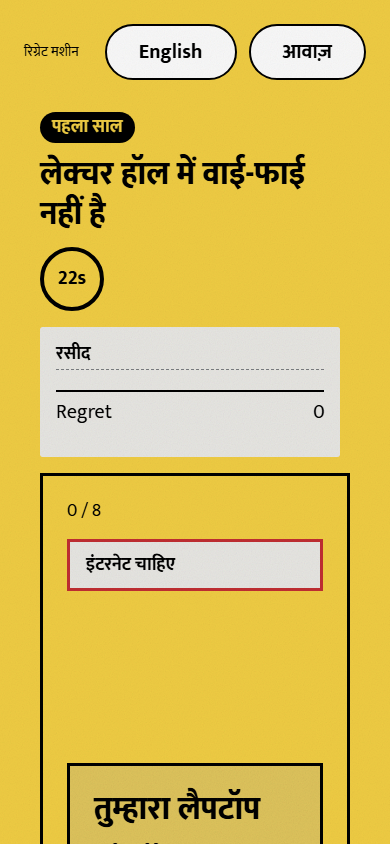 रिग्रेट मशीन
English
आवाज़
पहला साल
लेक्चर हॉल में वाई-फाई
नहीं है
22s
रसीद
Regret 0
0 / 8
इंटरनेट चाहिए
तुम्हारा लैपटॉप